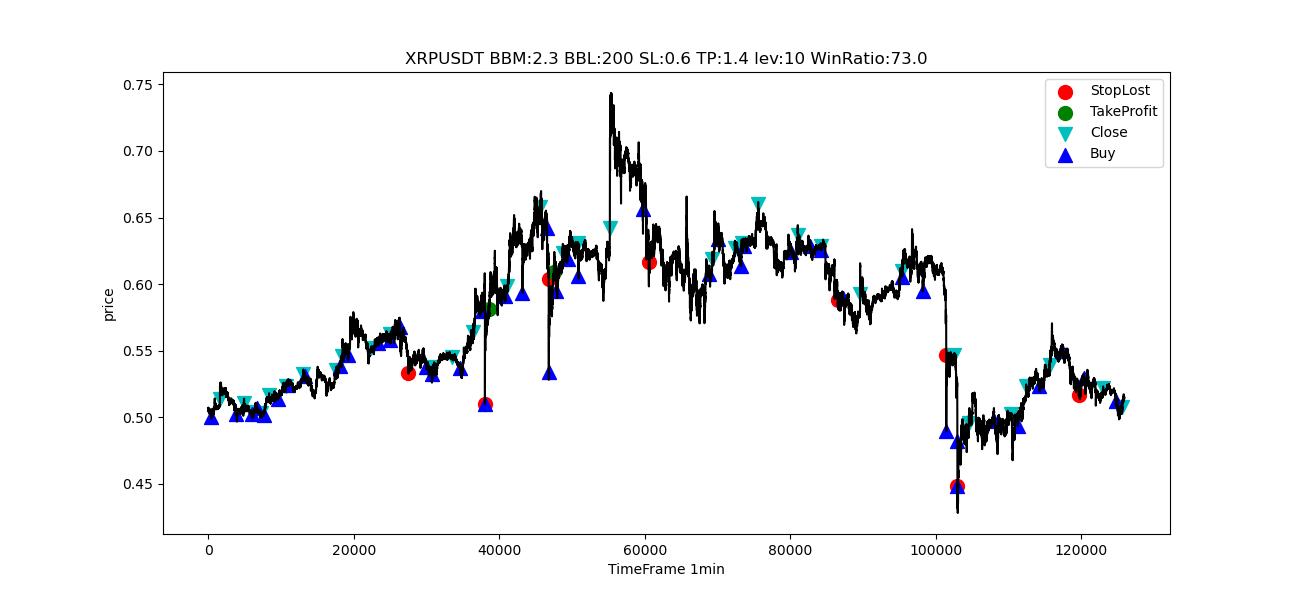 XRPUSDT BBM:2.3 BBL:200 SL:0.6 TP:1.4 lev:10 WinRatio:73.0
StopLost
TakeProfit
Close
Buy
price
0.75
0.70
0.65
0.60
0.55
0.50
0.45
0 20000 40000 60000 80000 100000 120000
TimeFrame 1min